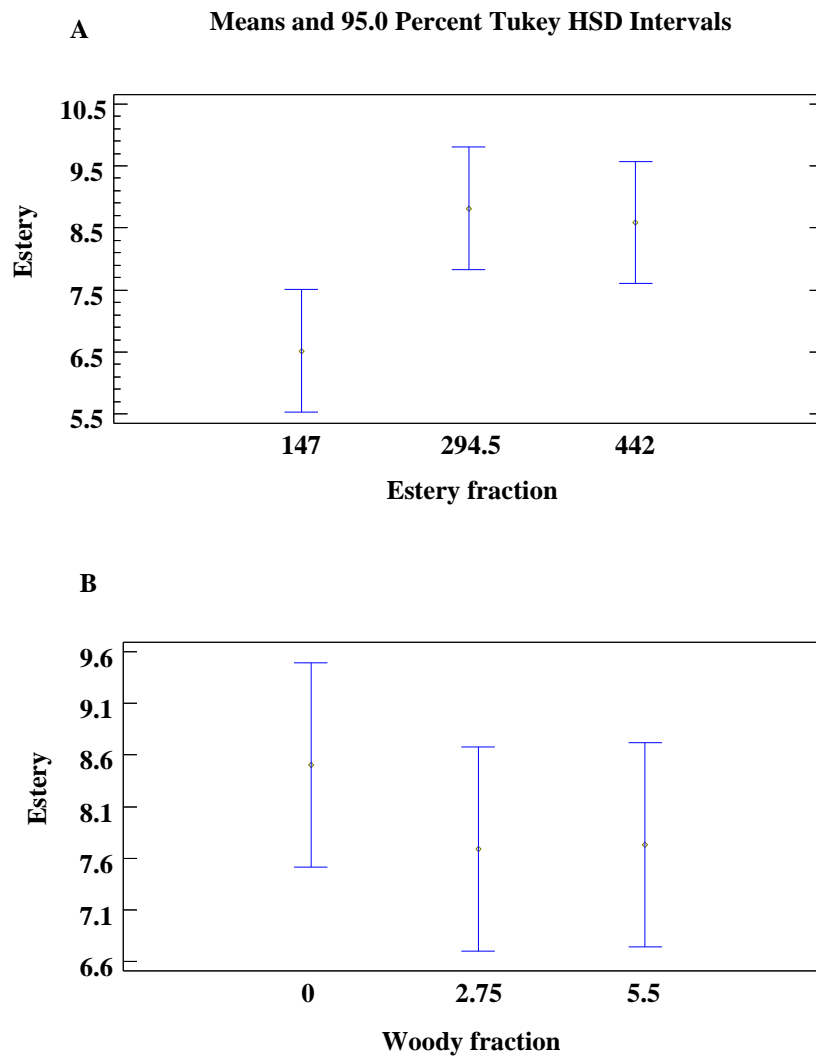 A
Means and 95.0 Percent Tukey HSD Intervals
10.5
9.5
8.5
7.5
6.5
5.5
Estery
147 294.5 442
Estery fraction
B
9.6
9.1
8.6
8.1
7.6
7.1
6.6
Estery
0 2.75 5.5
Woody fraction